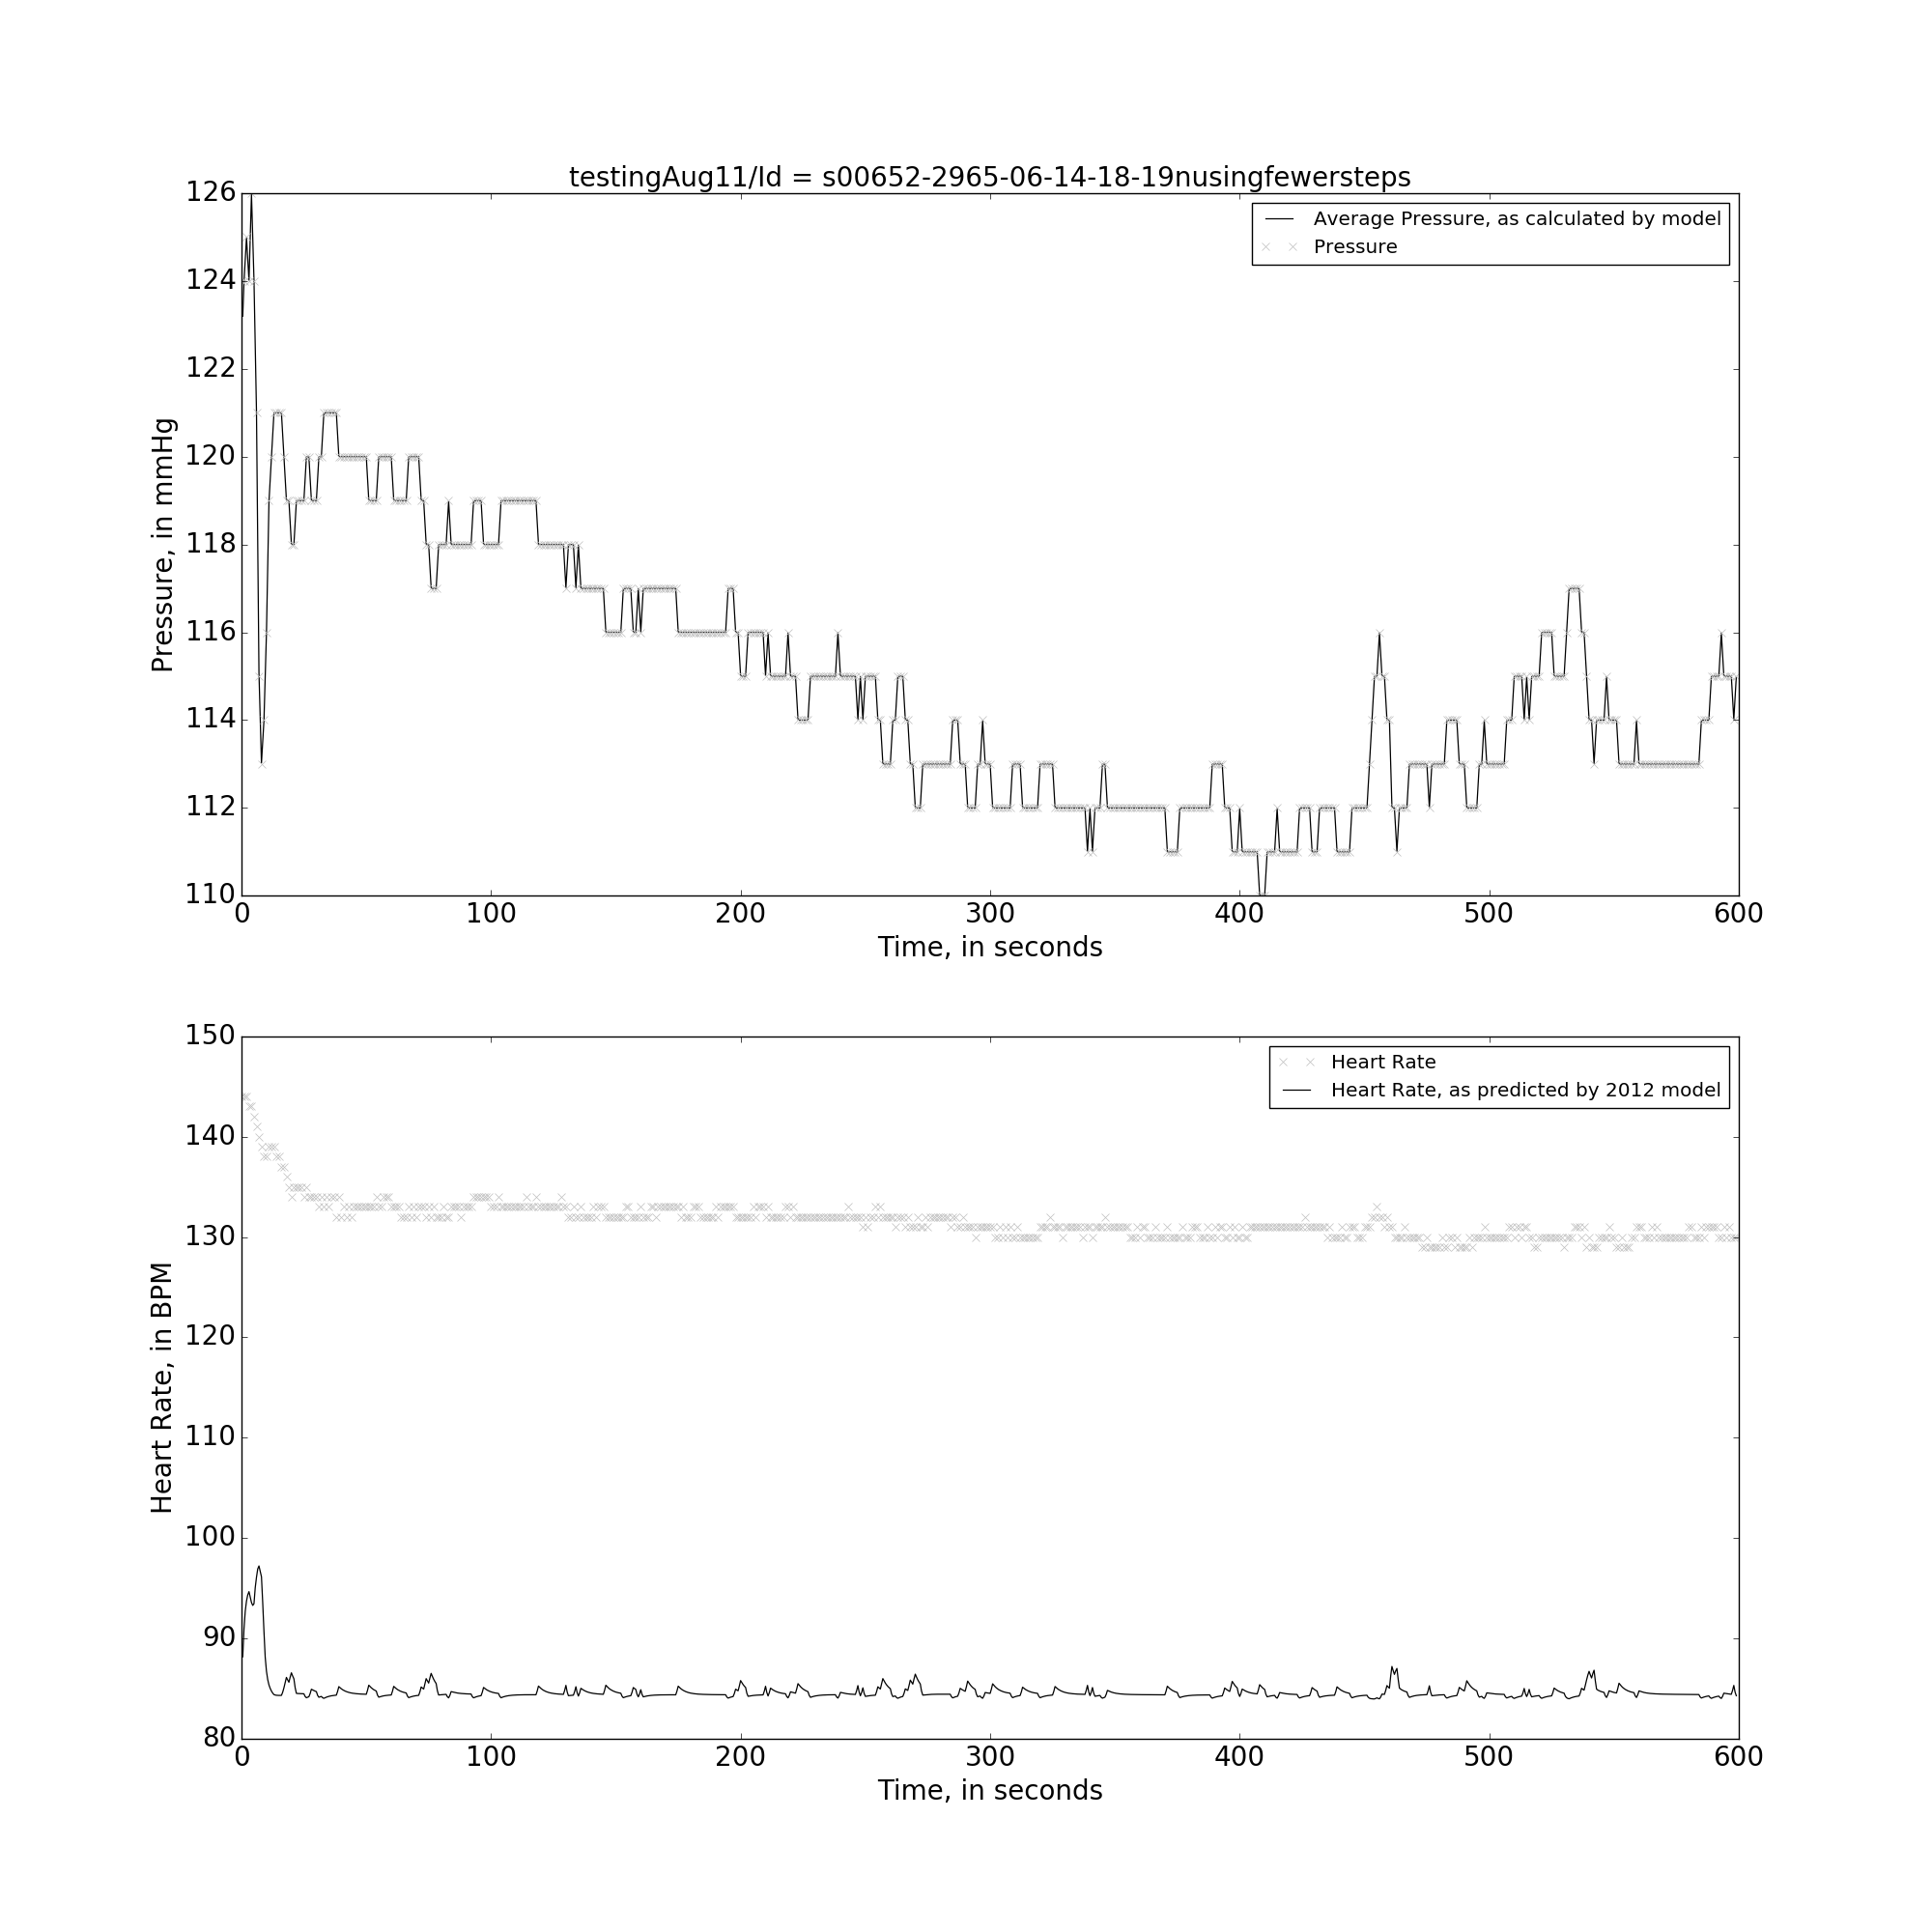 testingAug11/Id = s00652-2965-06-14-18-19nusingfewersteps
126
124
122
120
118
116
114
112
110
Pressure, in mmHg
Average Pressure, as calculated by model
Pressure
0 100 200 300 400 500 600
Time, in seconds
150
140
130
120
110
100
90
80
Heart Rate, in BPM
Heart Rate
Heart Rate, as predicted by 2012 model
0 100 200 300 400 500 600
Time, in seconds